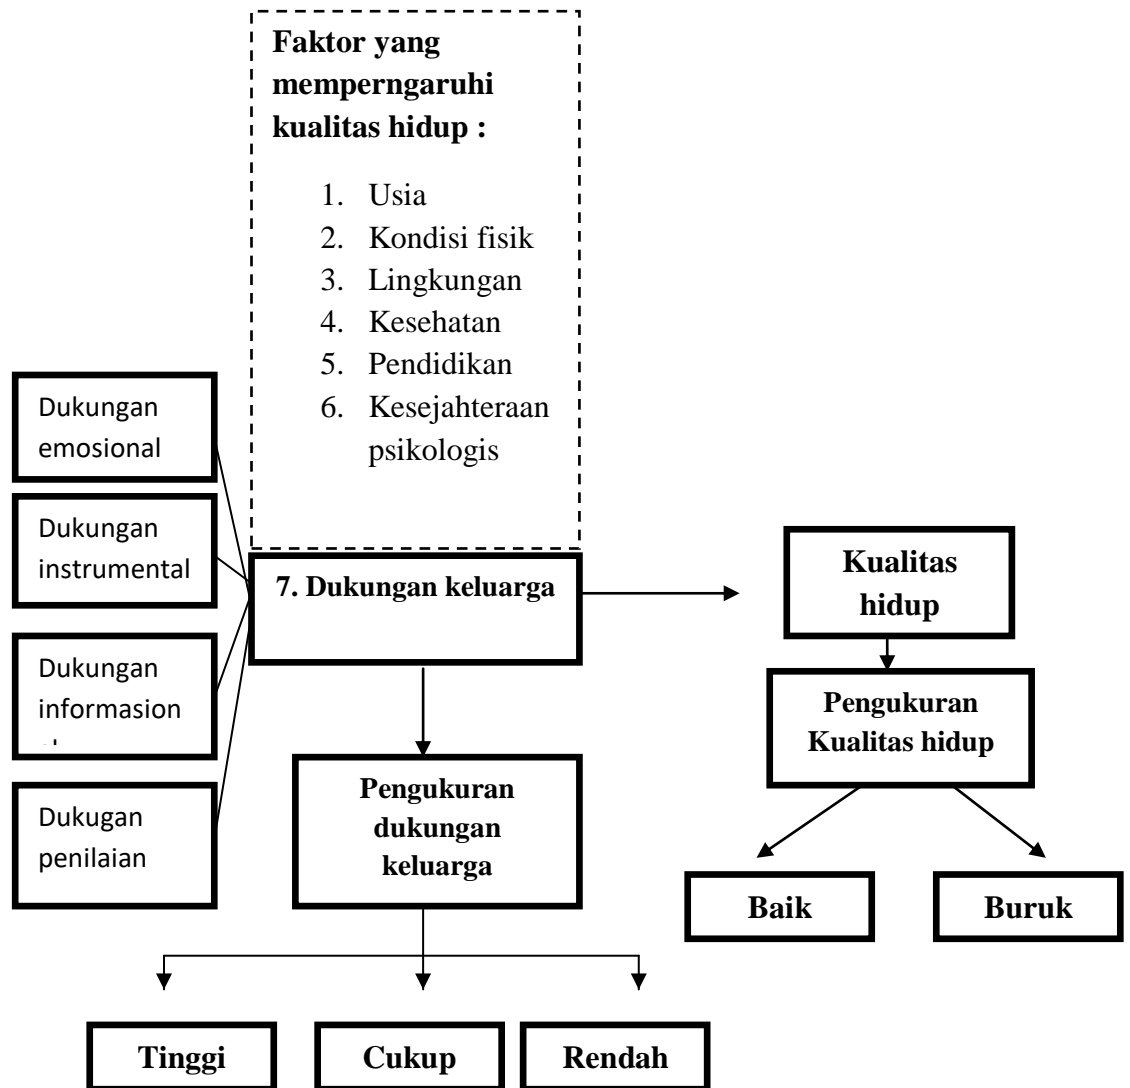 Faktor yang
memperngaruhi
kualitas hidup :
1. Usia
2. Kondisi fisik
3. Lingkungan
4. Kesehatan
5. Pendidikan
6. Kesejahteraan
psikologis
Dukungan
emosional
Dukungan
instrumental
Dukungan
informasion
Dukugan
penilaian
7. Dukungan keluarga
Kualitas
hidup
Pengukuran
Kualitas hidup
Pengukuran
dukungan
keluarga
Baik
Buruk
Tinggi
Cukup
Rendah